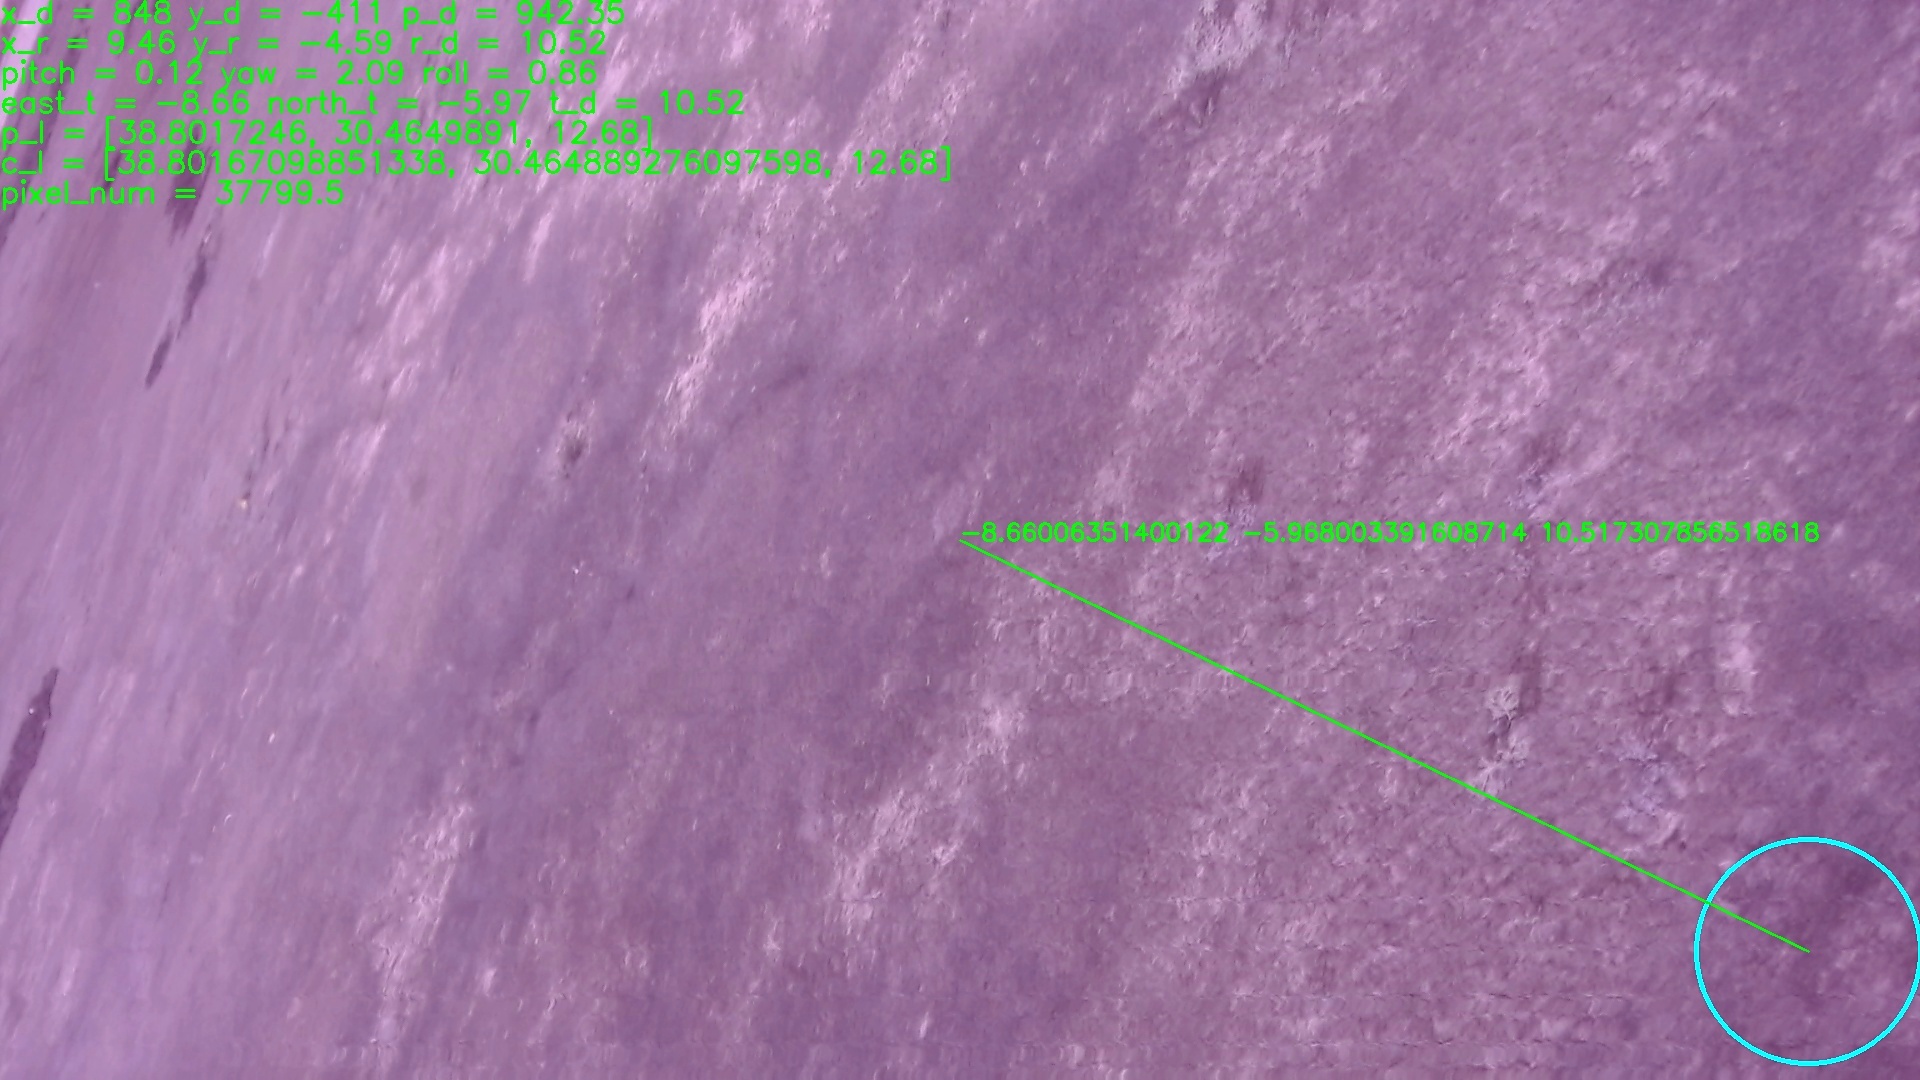 x_d = 848 y_d = -411 p_d = 942.35
x_r = 9.46 y_r = -4.59 r_d = 10.52
pitch = 0.12 yaw = 2.09 roll = 0.86
east_t = -8.66 north_t = -5.97 t_d = 10.52
p_l = [38.8017246, 30.4649891, 12.68]
c_l = [38.80167098851338, 30.464889276097598, 12.68]
pixel_num = 37799.5
-8.66006351400122 -5.968003391608714 10.517307856518618